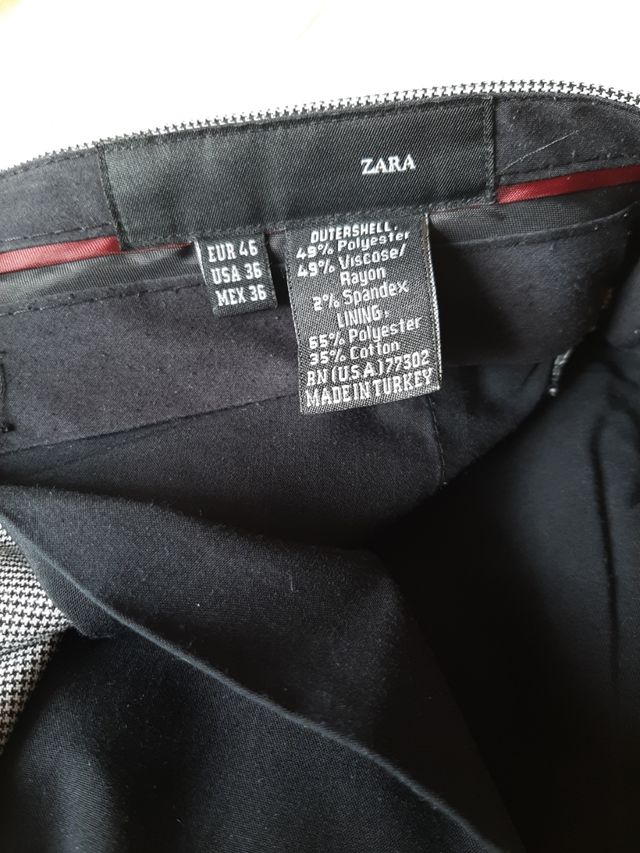 ZARA
EUR 46
USA 36
MEX 36
OUTERSHELL:
49% Polyester
49% Viscose/
Rayon
2% Spandex
LINING:
65% Polyester
35% Cotton
RN(USA)77302
MADE IN TURKEY